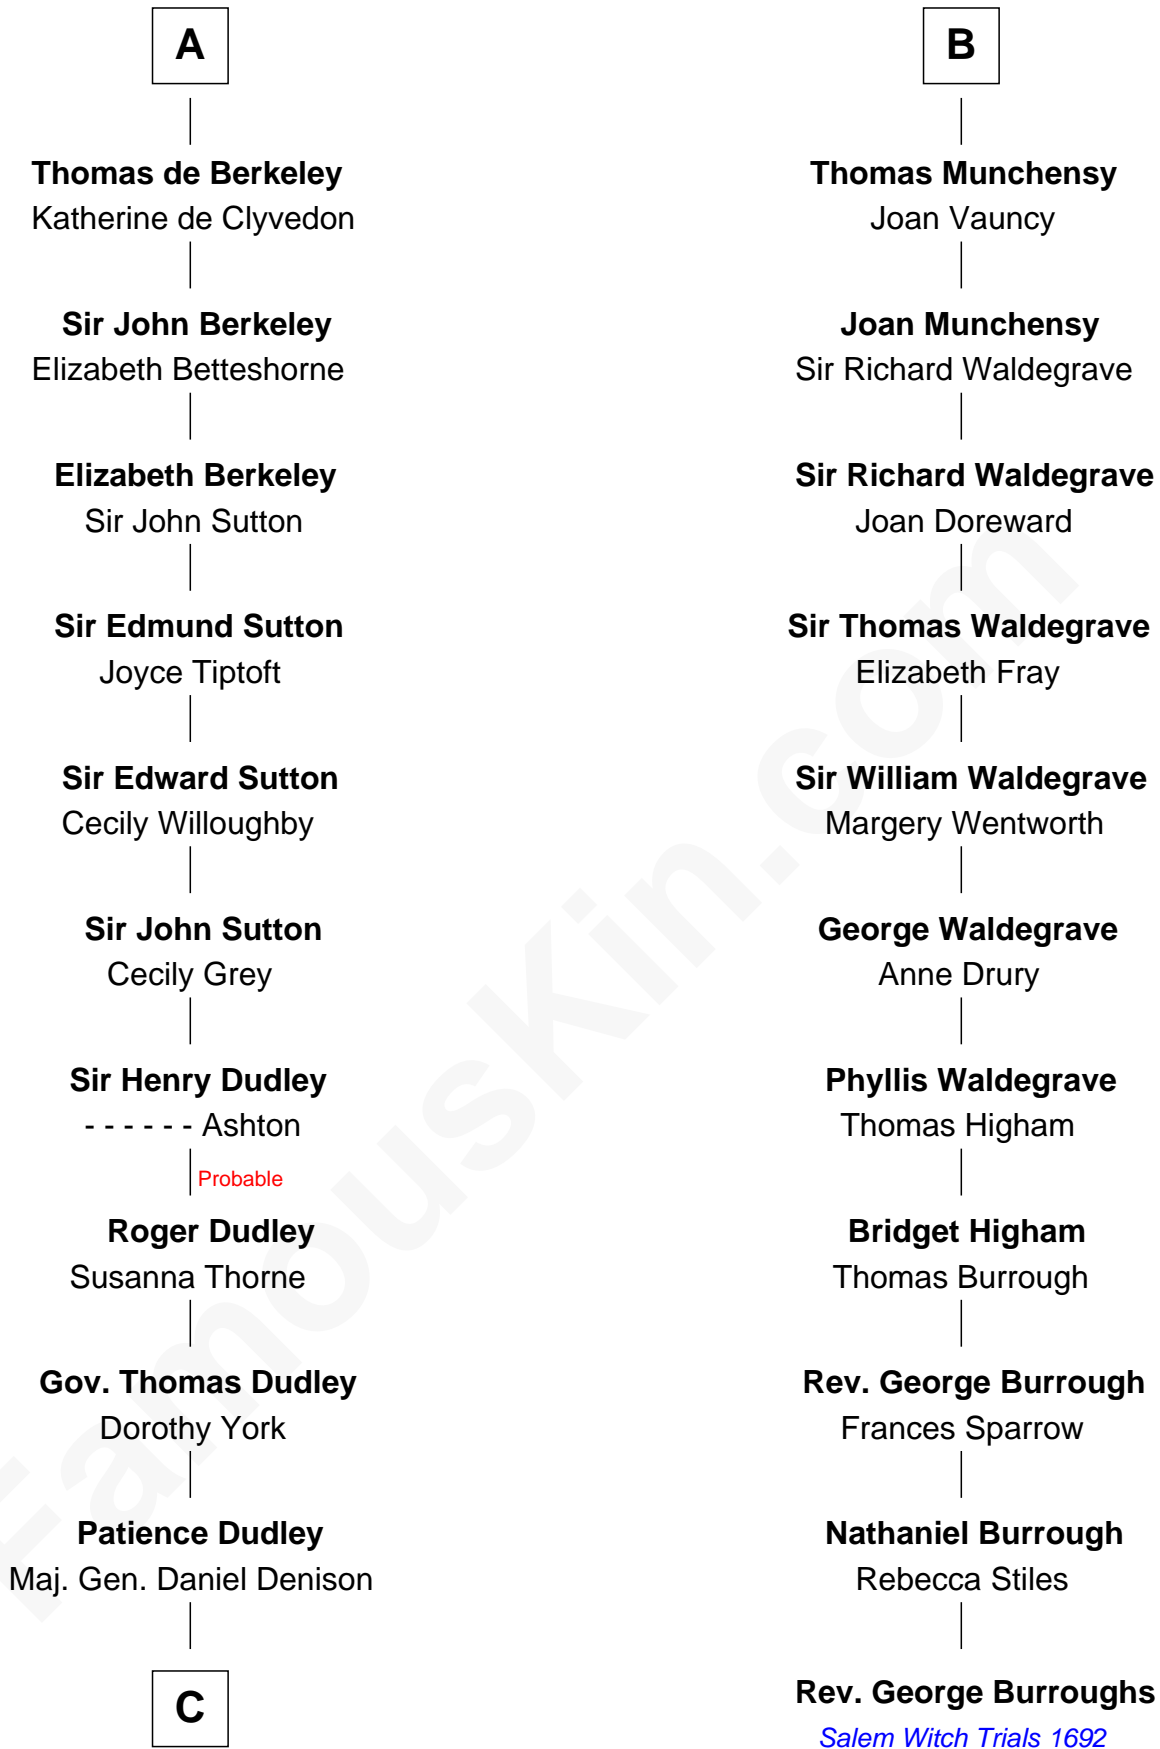 A
Thomas de Berkeley
Katherine de Clyvedon
Sir John Berkeley
Elizabeth Betteshorne
Elizabeth Berkeley
Sir John Sutton
Sir Edmund Sutton
Joyce Tiptoft
Sir Edward Sutton
Cecily Willoughby
Sir John Sutton
Cecily Grey
Sir Henry Dudley
- - - - - - Ashton
Probable
Roger Dudley
Susanna Thorne
Gov. Thomas Dudley
Dorothy York
Patience Dudley
Maj. Gen. Daniel Denison
C
B
Thomas Munchensy
Joan Vauncy
Joan Munchensy
Sir Richard Waldegrave
Sir Richard Waldegrave
Joan Doreward
Sir Thomas Waldegrave
Elizabeth Fray
Sir William Waldegrave
Margery Wentworth
George Waldegrave
Anne Drury
Phyllis Waldegrave
Thomas Higham
Bridget Higham
Thomas Burrough
Rev. George Burrough
Frances Sparrow
Nathaniel Burrough
Rebecca Stiles
Rev. George Burroughs
Salem Witch Trials 1692
FamousKin.com